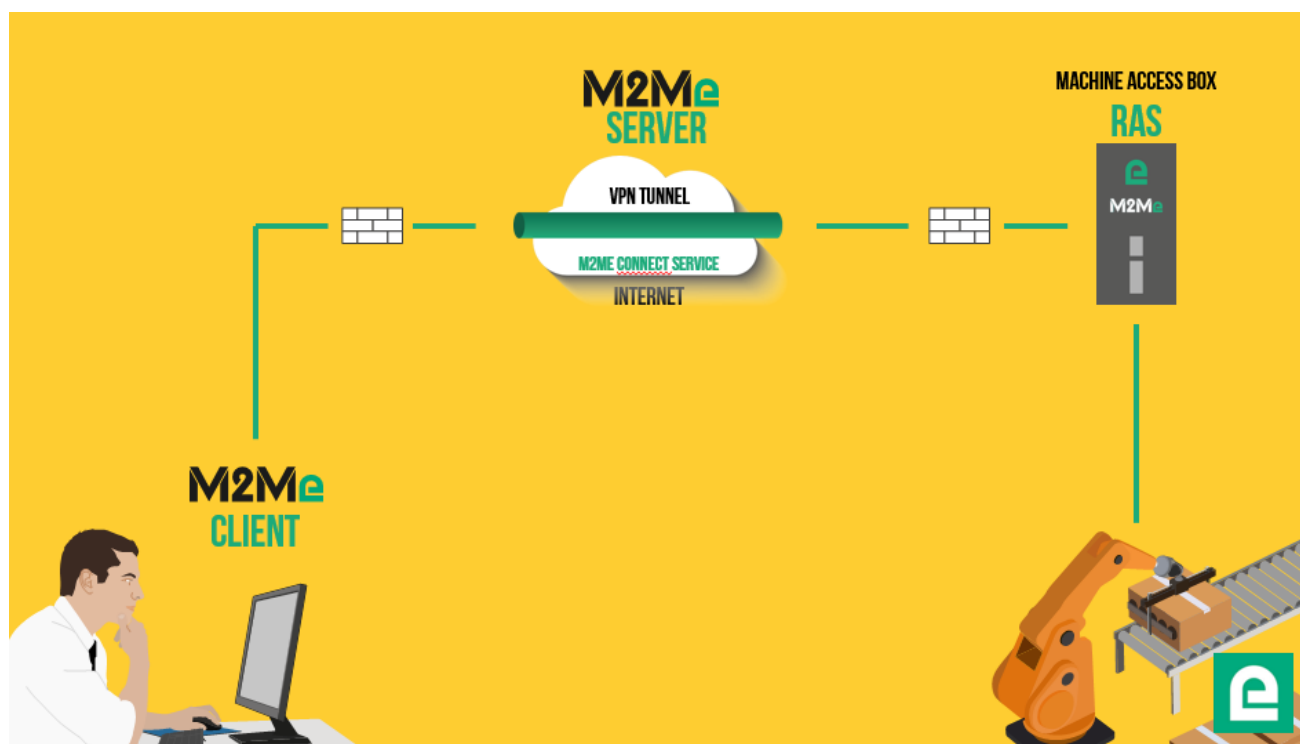 M2Me
SERVER
VPN TUNNEL
M2ME CONNECT SERVICE
INTERNET
MACHINE ACCESS BOX
RAS
e
M2Me
M2Me
CLIENT
e